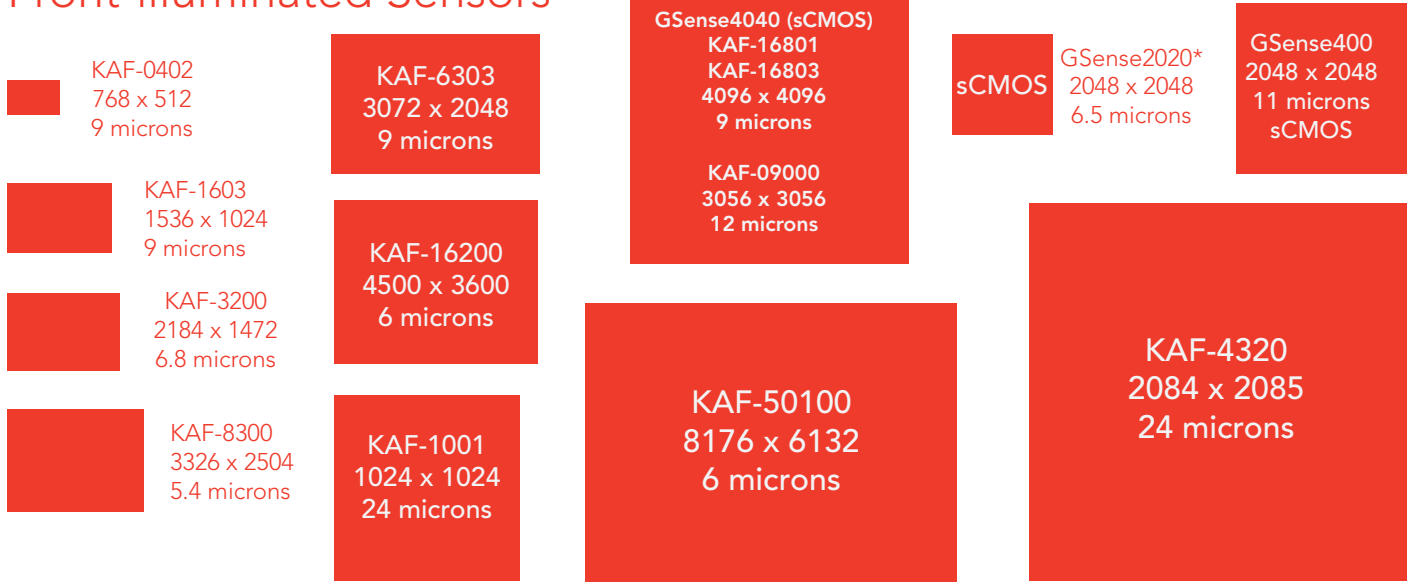 Front-Illuminated Sensors
KAF-0402
768 x 512
9 microns
KAF-1603
1536 x 1024
9 microns
KAF-3200
2184 x 1472
6.8 microns
KAF-8300
3326 x 2504
5.4 microns
KAF-6303
3072 x 2048
9 microns
KAF-16200
4500 x 3600
6 microns
KAF-1001
1024 x 1024
24 microns
GSense4040 (sCMOS)
KAF-16801
KAF-16803
4096 x 4096
9 microns
KAF-09000
3056 x 3056
12 microns
KAF-50100
8176 x 6132
6 microns
sCMOS
GSense2020*
2048 x 2048
6.5 microns
GSense400
2048 x 2048
11 microns
sCMOS
KAF-4320
2084 x 2085
24 microns